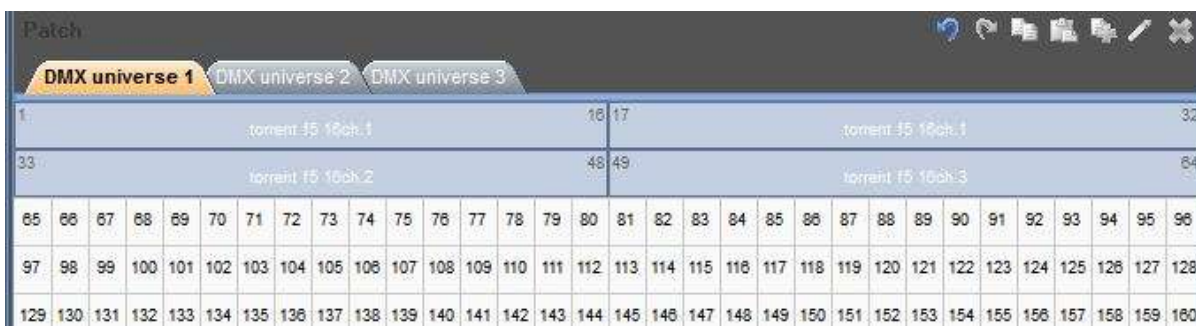 Patch
DMX universe 1 DMX universe 2 DMX universe 3
1 torrent f5 16ch.1 16 17 torrent f5 16ch.1 32
33 torrent f5 16ch.2 48 49 torrent f5 16ch.3 64
65 66 67 68 69 70 71 72 73 74 75 76 77 78 79 80 81 82 83 84 85 86 87 88 89 90 91 92 93 94 95 96
97 98 99 100 101 102 103 104 105 106 107 108 109 110 111 112 113 114 115 116 117 118 119 120 121 122 123 124 125 126 127 128
129 130 131 132 133 134 135 136 137 138 139 140 141 142 143 144 145 146 147 148 149 150 151 152 153 154 155 156 157 158 159 160